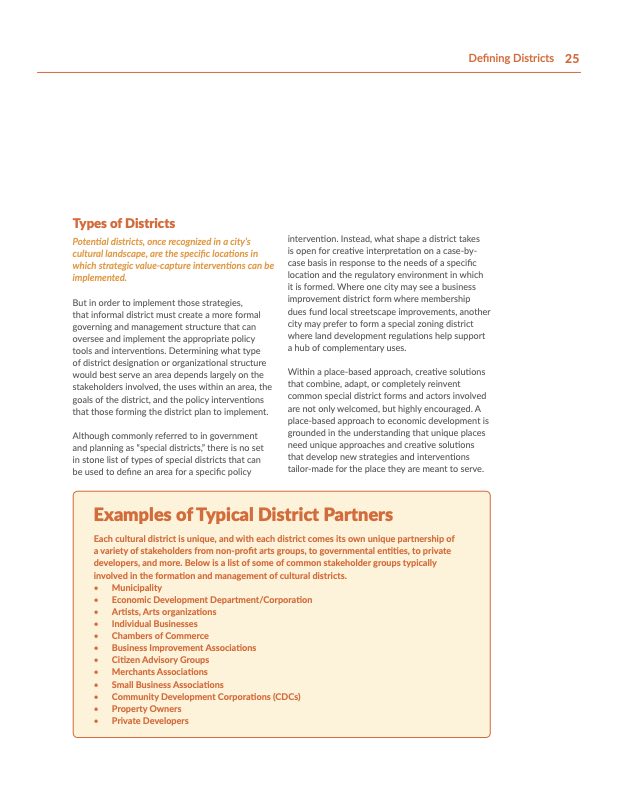 Defining Districts 25
Types of Districts
Potential districts, once recognized in a city's
cultural landscape, are the specific locations in
which strategic value-capture interventions can be
implemented.
But in order to implement those strategies,
that informal district must create a more formal
governing and management structure that can
oversee and implement the appropriate policy
tools and interventions. Determining what type
of district designation or organizational structure
would best serve an area depends largely on the
stakeholders involved, the uses within an area, the
goals of the district, and the policy interventions
that those forming the district plan to implement.
Although commonly referred to in government
and planning as “special districts,” there is no set
in stone list of types of special districts that can
be used to define an area for a specific policy
intervention. Instead, what shape a district takes
is open for creative interpretation on a case-by-
case basis in response to the needs of a specific
location and the regulatory environment in which
it is formed. Where one city may see a business
improvement district form where membership
dues fund local streetscape improvements, another
city may prefer to form a special zoning district
where land development regulations help support
a hub of complementary uses.
Within a place-based approach, creative solutions
that combine, adapt, or completely reinvent
common special district forms and actors involved
are not only welcomed, but highly encouraged. A
place-based approach to economic development is
grounded in the understanding that unique places
need unique approaches and creative solutions
that develop new strategies and interventions
tailor-made for the place they are meant to serve.
Examples of Typical District Partners
Each cultural district is unique, and with each district comes its own unique partnership of
a variety of stakeholders from non-profit arts groups, to governmental entities, to private
developers, and more. Below is a list of some of common stakeholder groups typically
involved in the formation and management of cultural districts.
• Municipality
• Economic Development Department/Corporation
• Artists, Arts organizations
• Individual Businesses
• Chambers of Commerce
• Business Improvement Associations
• Citizen Advisory Groups
• Merchants Associations
• Small Business Associations
• Community Development Corporations (CDCs)
• Property Owners
• Private Developers